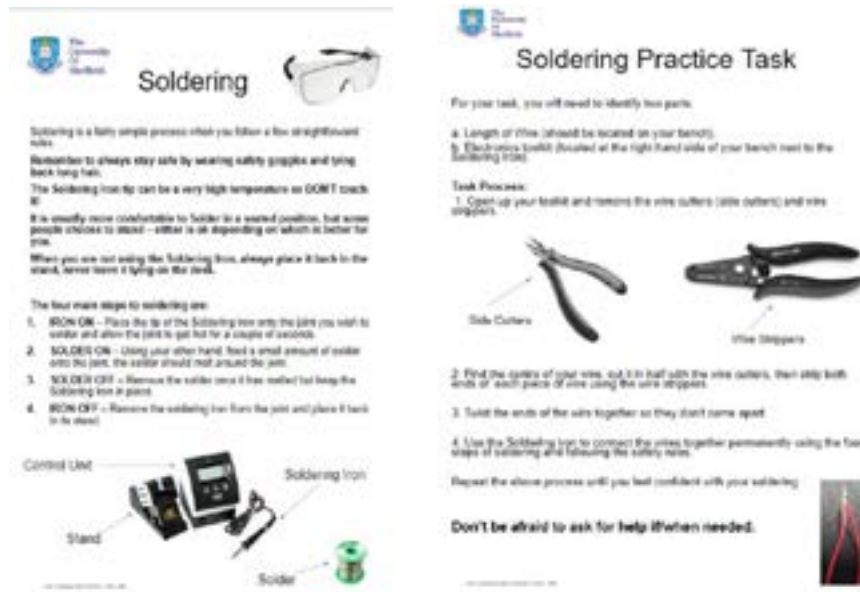 The
University
Of
Sheffield.
Soldering
Soldering is a fairly simple process when you follow a few straightforward
rules.
Remember to always stay safe by wearing safety goggles and tying
back long hair.
The Soldering Iron tip can be a very high temperature so DON'T touch
it!
It is usually more comfortable to Solder in a seated position, but some
people choose to stand – either is ok depending on which is better for
you.
When you are not using the Soldering Iron, always place it back in the
stand, never leave it lying on the desk.
The four main steps to soldering are:
1. IRON ON – Place the tip of the Soldering Iron onto the joint you wish to
solder and allow the joint to get hot for a couple of seconds.
2. SOLDER ON – Using your other hand, feed a small amount of solder
onto the joint, the solder should melt around the joint.
3. SOLDER OFF – Remove the solder once it has melted but keep the
Soldering Iron in place.
4. IRON OFF – Remove the soldering iron from the joint and place it back
in its stand.
Control Unit
Soldering Iron
Stand
Solder
The
University
Of
Sheffield.
Soldering Practice Task
For your task, you will need to identify two parts:
a. Length of Wire (should be located on your bench).
b. Electronics toolkit (located at the right hand side of your bench next to the
Soldering Iron).
Task Process:
1. Open up your toolkit and remove the wire cutters (side cutters) and wire
strippers.
Side Cutters
Wire Strippers
2. Find the centre of your wire, cut it in half with the wire cutters, then strip both
ends of each piece of wire using the wire strippers.
3. Twist the ends of the wire together so they don't come apart
4. Use the Soldering Iron to connect the wires together permanently using the four
steps of soldering and following the safety rules.
Repeat the above process until you feel confident with your soldering
Don't be afraid to ask for help if/when needed.